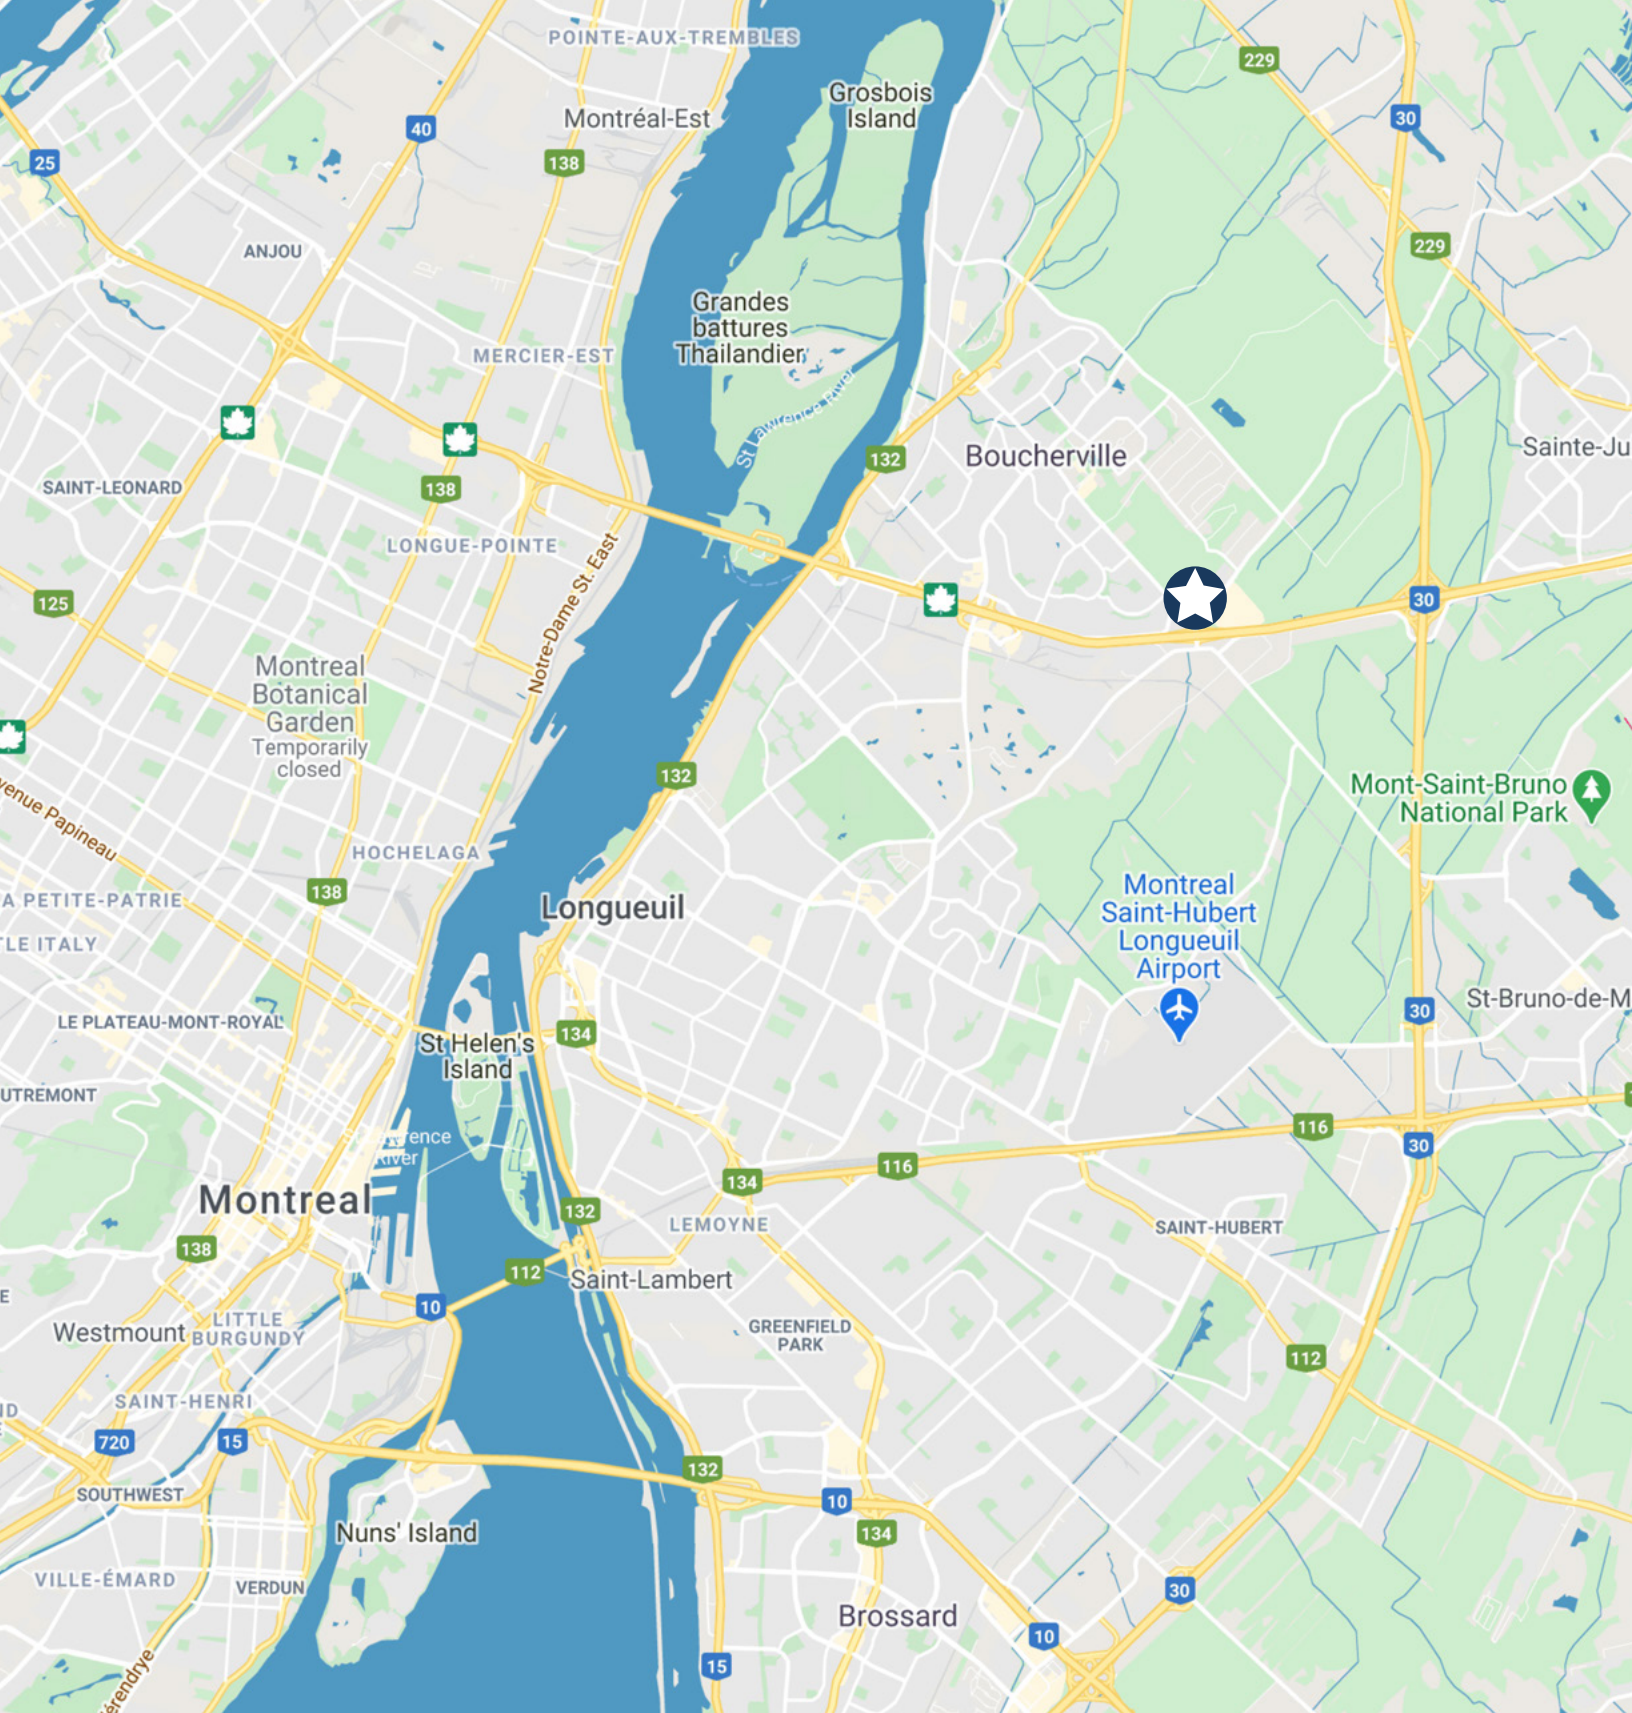 POINTE-AUX-TREMBLES
229
Grosbois
Island
30
Montréal-Est
40
25
138
229
ANJOU
Grandes
battures
Thailandier
MERCIER-EST
St Lawrence River
132
Boucherville
Sainte-Ju
SAINT-LEONARD
138
LONGUE-POINTE
Notre-Dame St. East
125
30
Montreal
Botanical
Garden
Temporarily
closed
132
Mont-Saint-Bruno
National Park
venue Papineau
HOCHELAGA
138
A PETITE-PATRIE
Longueuil
Montreal
Saint-Hubert
Longueuil
Airport
TLE ITALY
30
St-Bruno-de-M
LE PLATEAU-MONT-ROYAL
134
St Helen's
Island
UTREMONT
116
rence
River
30
116
134
Montreal
132
LEMOYNE
SAINT-HUBERT
138
112
Saint-Lambert
E
10
LITTLE
BURGUNDY
Westmount
GREENFIELD
PARK
112
SAINT-HENRI
ND
720
15
132
SOUTHWEST
10
Nuns' Island
134
VILLE-ÉMARD
VERDUN
30
Brossard
10
15
érendrye